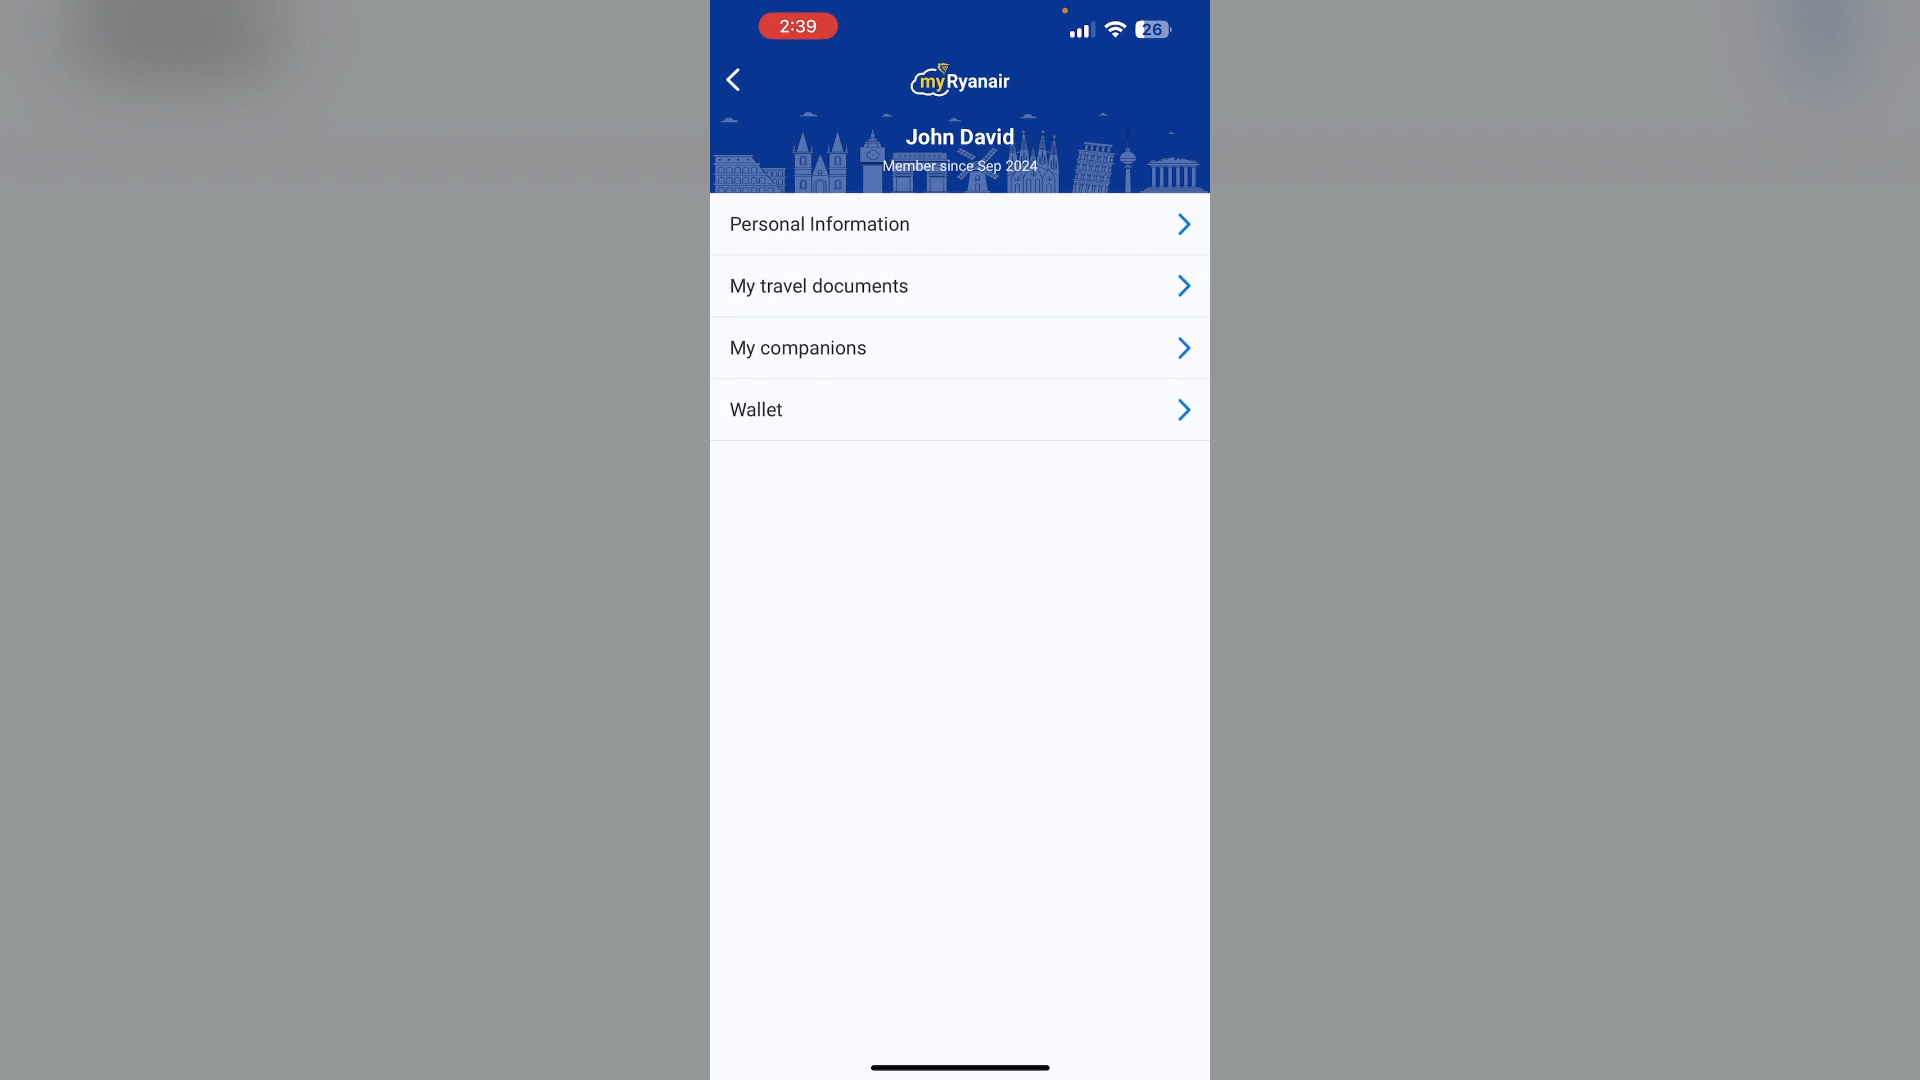 2:39
26
myRyanair
John David
Member since Sep 2024
Personal Information
My travel documents
My companions
Wallet